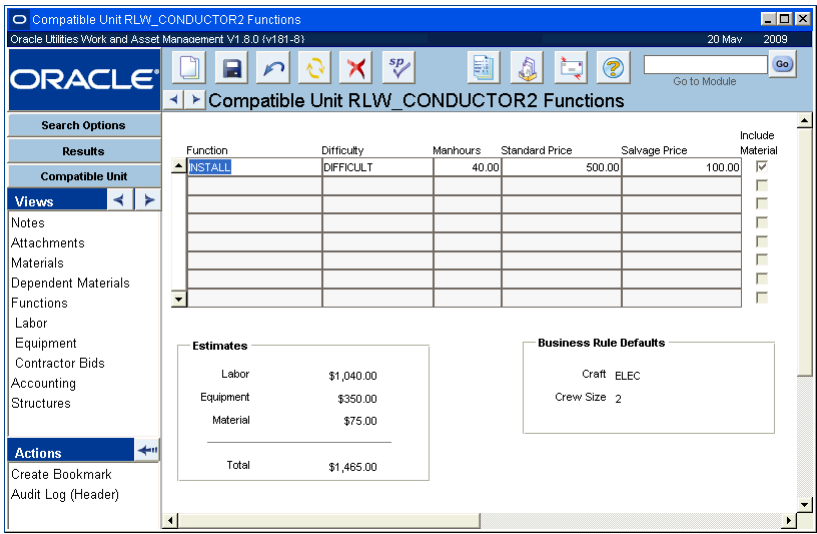 Compatible Unit RLW_CONDUCTOR2 Functions
Oracle Utilities Work and Asset Management V1.8.0 (v181-8)
20 May 2009
ORACLE
sp
Go
Go to Module
Compatible Unit RLW_CONDUCTOR2 Functions
Search Options
Results
Compatible Unit
Views
Notes
Attachments
Materials
Dependent Materials
Functions
Labor
Equipment
Contractor Bids
Accounting
Structures
Actions
Create Bookmark
Audit Log (Header)
Include
Function Difficulty Manhours Standard Price Salvage Price Material
INSTALL DIFFICULT 40.00 500.00 100.00
Estimates
Labor $1,040.00
Equipment $350.00
Material $75.00
Total $1,465.00
Business Rule Defaults
Craft ELEC
Crew Size 2